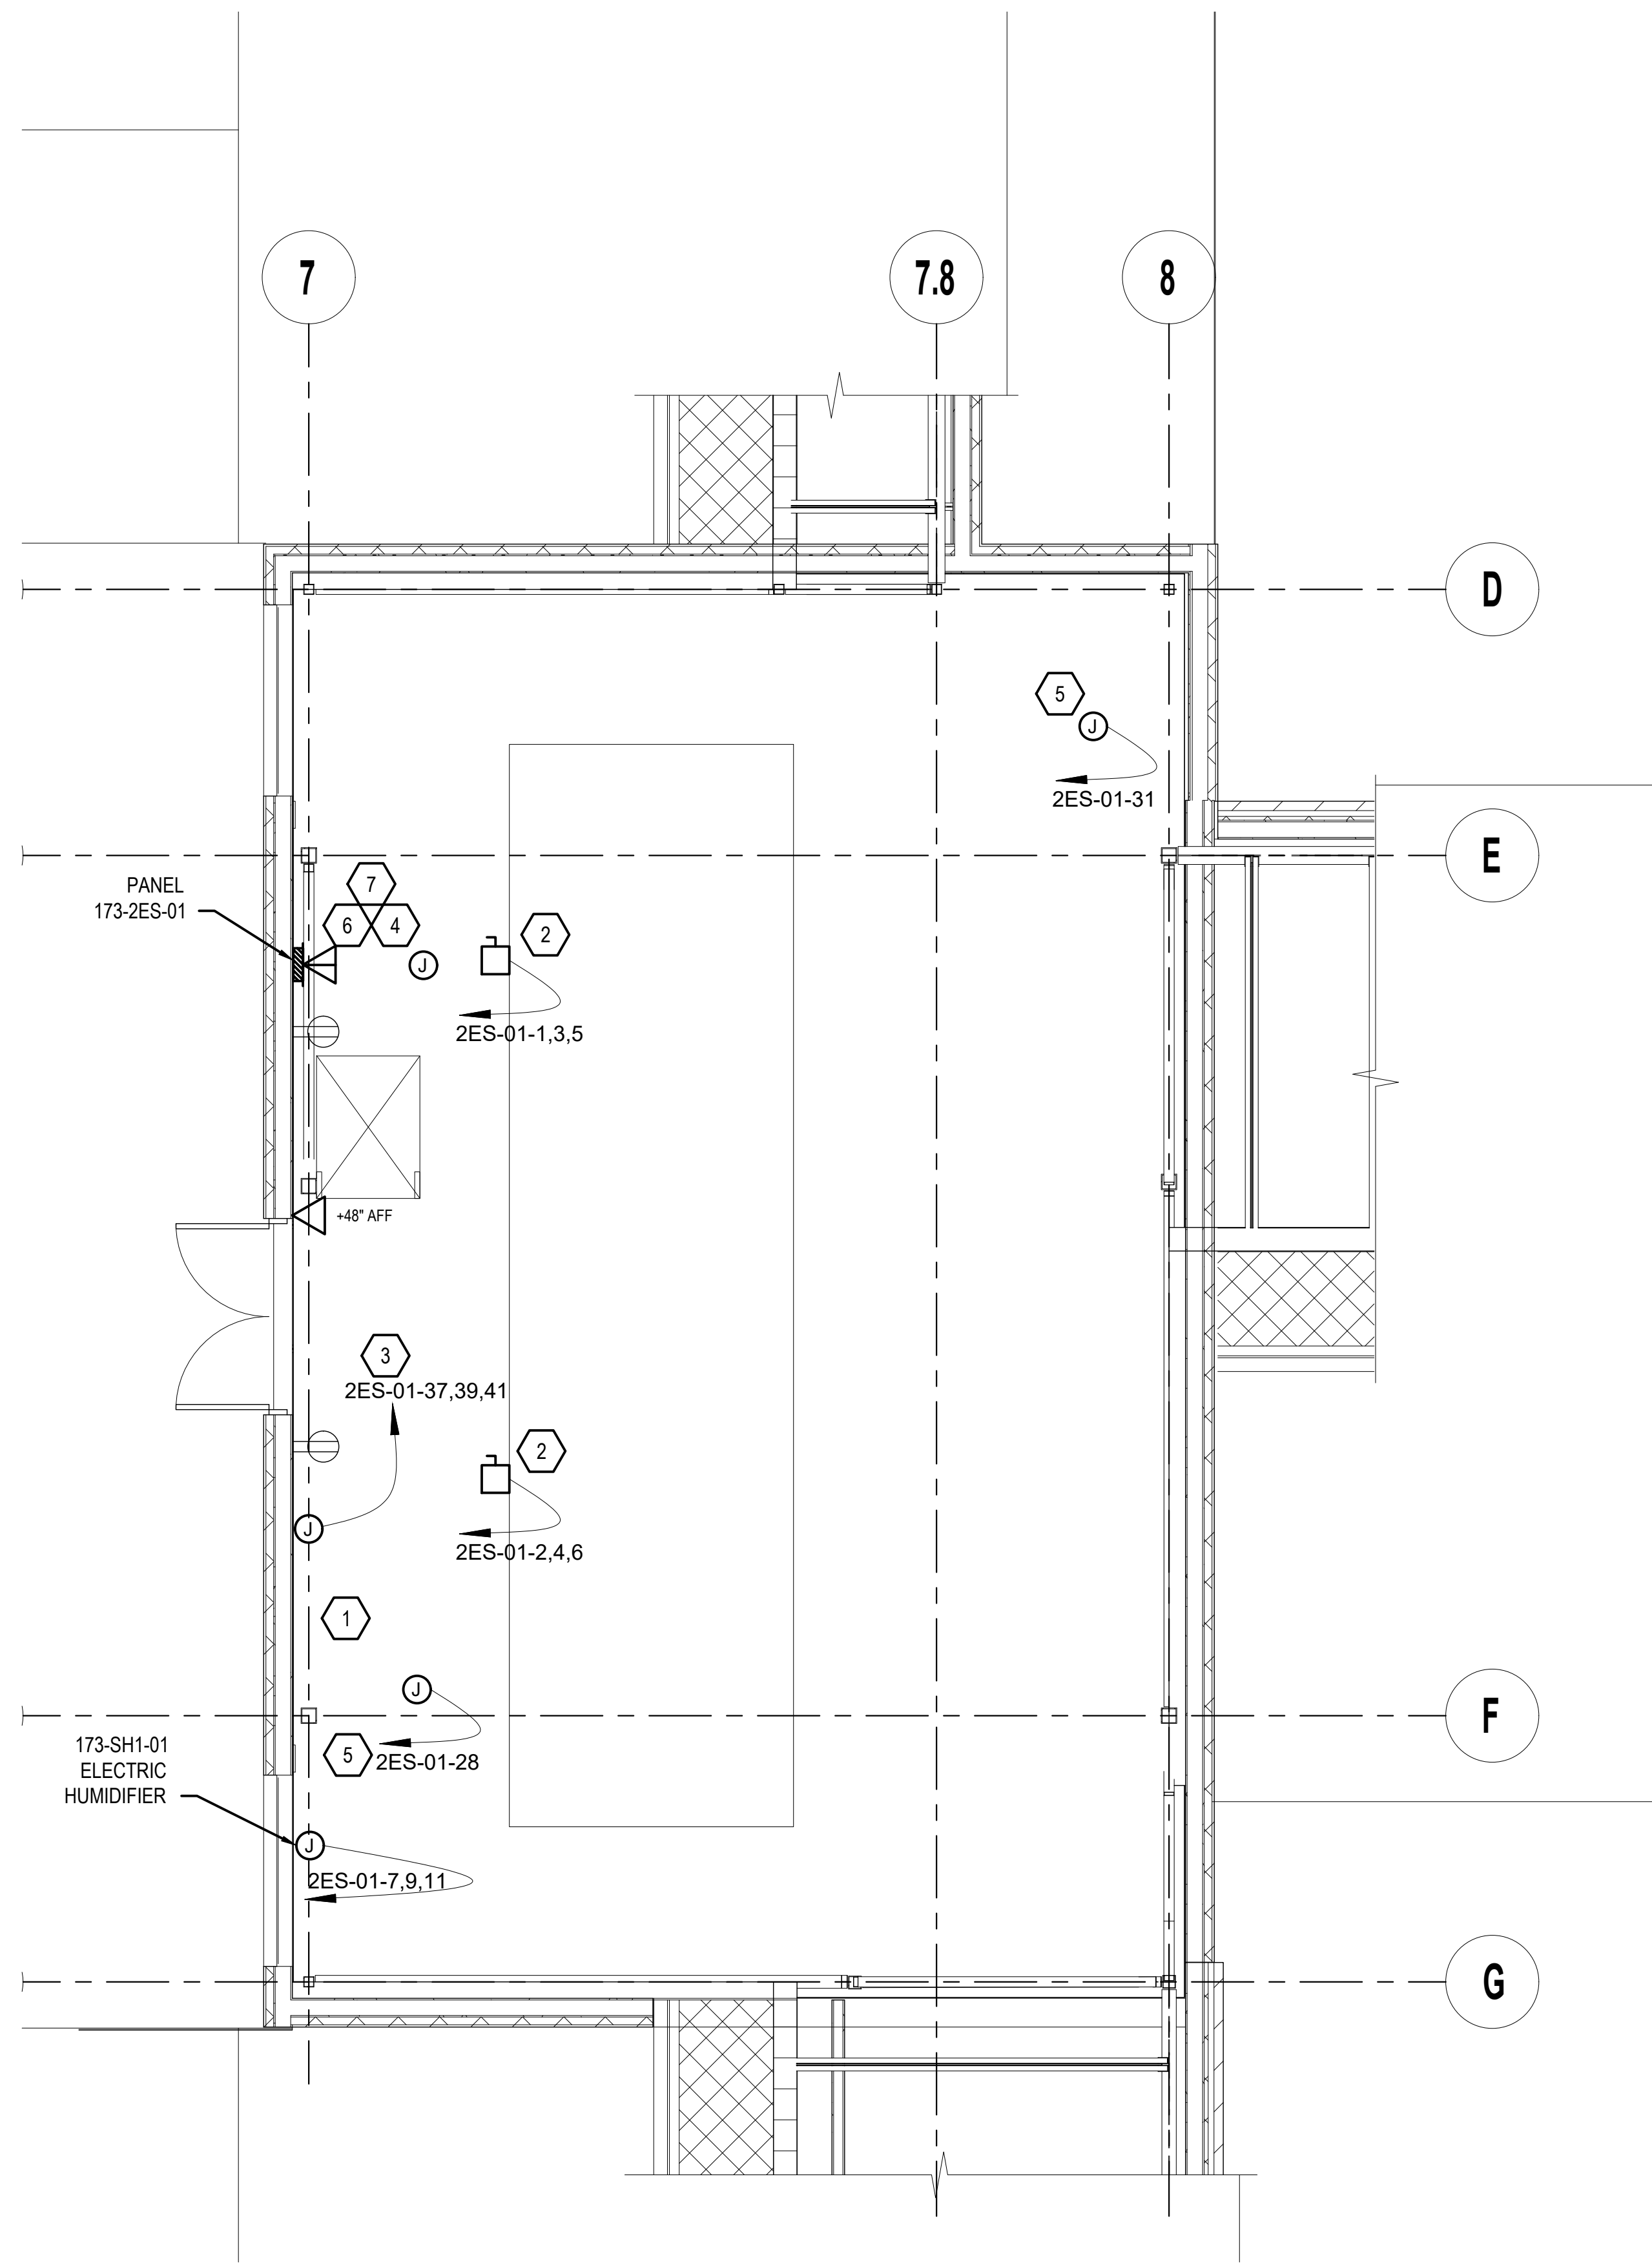 7
7.8
8
D
5
J
2ES-01-31
E
PANEL
173-2ES-01
7
6
4
J
2
2ES-01-1,3,5
+48" AFF
3
2ES-01-37,39,41
2
J
2ES-01-2,4,6
1
J
F
5
2ES-01-28
173-SH1-01
ELECTRIC
HUMIDIFIER
J
2ES-01-7,9,11
G